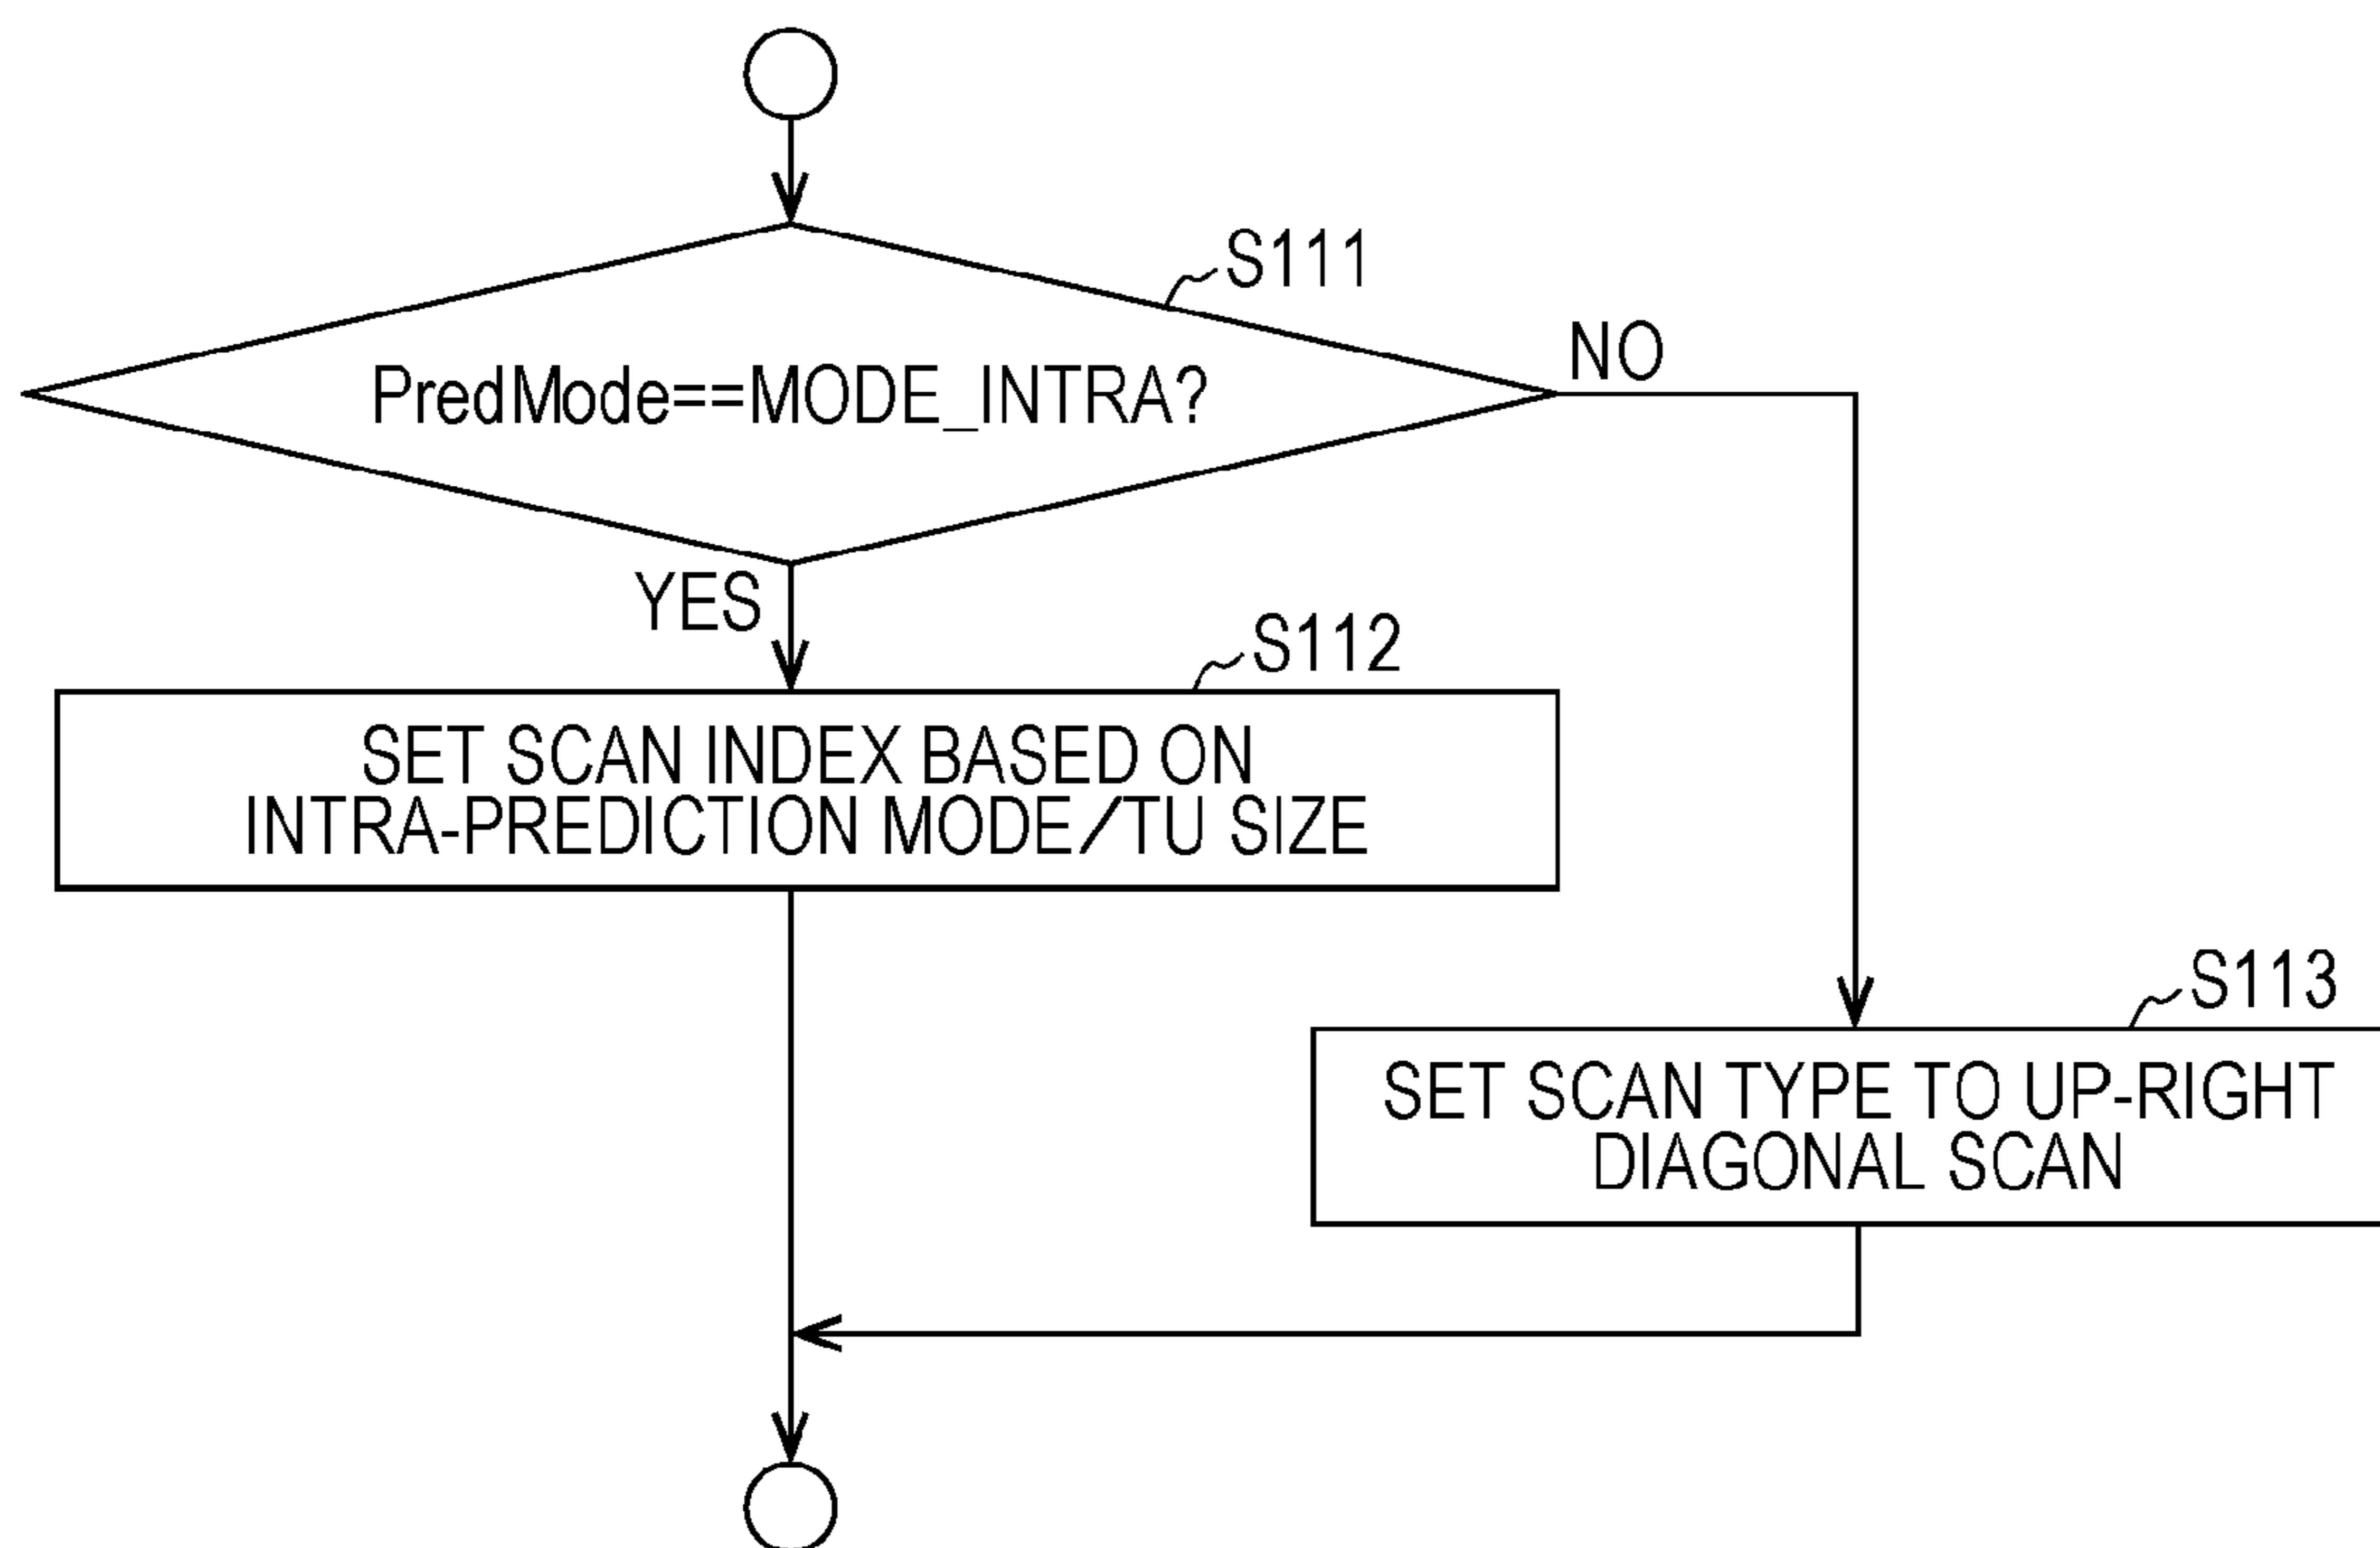 S111
PredMode==MODE_INTRA?
NO
YES
S112
SET SCAN INDEX BASED ON
INTRA-PREDICTION MODE/TU SIZE
S113
SET SCAN TYPE TO UP-RIGHT
DIAGONAL SCAN